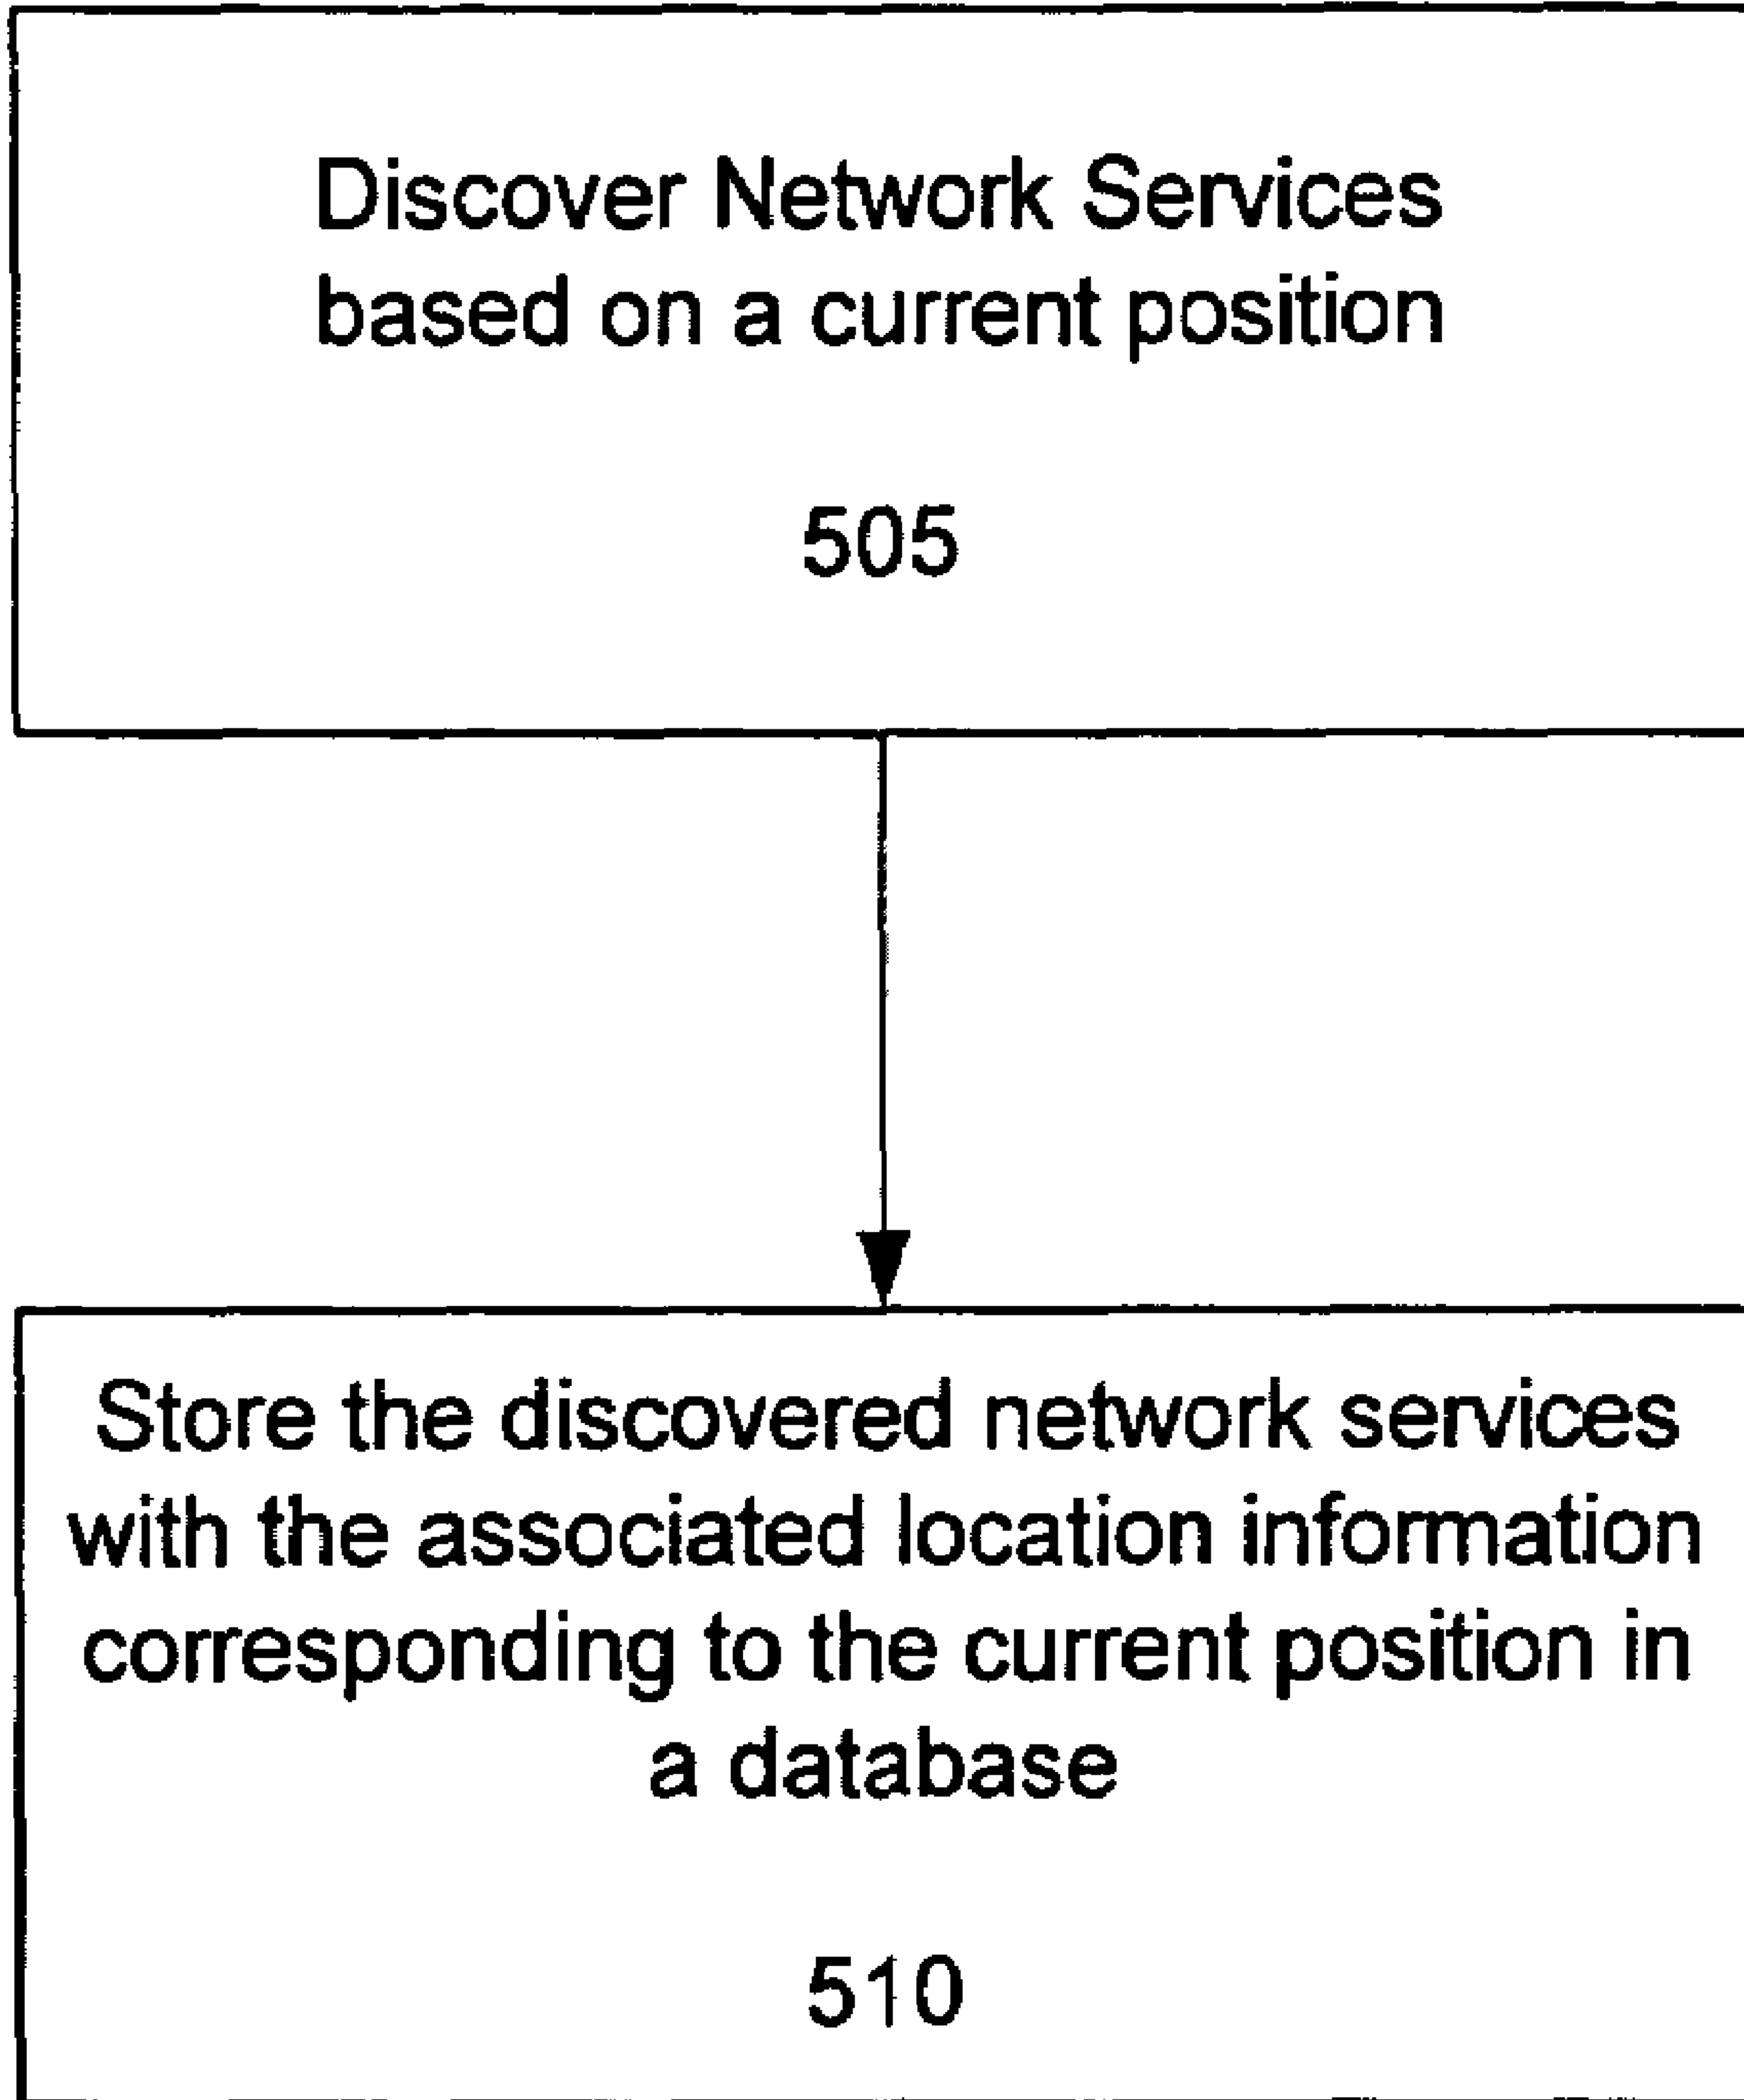 Discover Network Services
based on a current position
505
Store the discovered network services
with the associated location information
corresponding to the current position in
a database
510